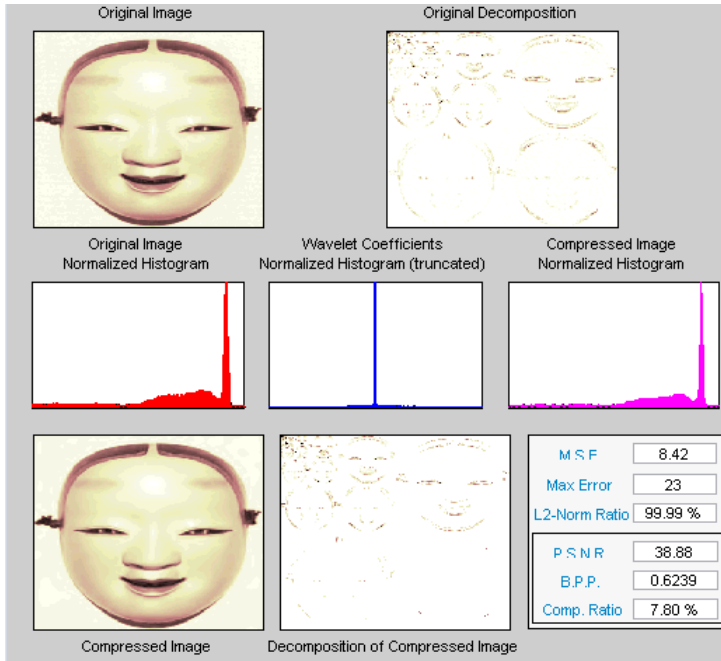 Original Image
Original Decomposition
Original Image
Normalized Histogram
Wavelet Coefficients
Normalized Histogram (truncated)
Compressed Image
Normalized Histogram
M.S.E.
8.42
Max Error
23
L2-Norm Ratio
99.99 %
P.S.N.R.
38.88
B.P.P.
0.6239
Comp. Ratio
7.80 %
Compressed Image
Decomposition of Compressed Image